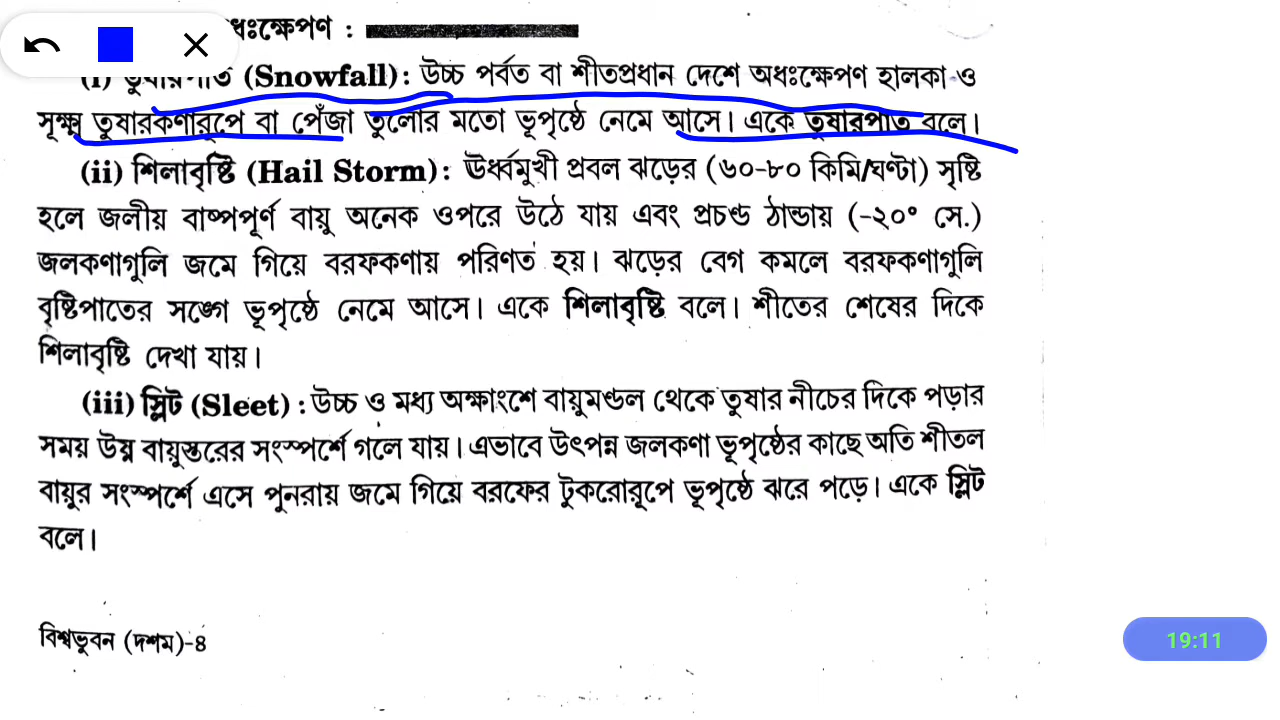 অধঃক্ষেপণ :
(i) তুষারপাত (Snowfall): উচ্চ পর্বত বা শীতপ্রধান দেশে অধঃক্ষেপণ হালকা ও
সূক্ষ্ম তুষারকণারূপে বা পেঁজা তুলোর মতো ভূপৃষ্ঠে নেমে আসে। একে তুষারপাত বলে।
(ii) শিলাবৃষ্টি (Hail Storm): ঊর্ধ্বমুখী প্রবল ঝড়ের (৬০-৮০ কিমি/ঘণ্টা) সৃষ্টি
হলে জলীয় বাষ্পপূর্ণ বায়ু অনেক ওপরে উঠে যায় এবং প্রচণ্ড ঠান্ডায় (-২০° সে.)
জলকণাগুলি জমে গিয়ে বরফকণায় পরিণত হয়। ঝড়ের বেগ কমলে বরফকণাগুলি
বৃষ্টিপাতের সঙ্গে ভূপৃষ্ঠে নেমে আসে। একে শিলাবৃষ্টি বলে। শীতের শেষের দিকে
শিলাবৃষ্টি দেখা যায়।
(iii) স্লিট (Sleet) : উচ্চ ও মধ্য অক্ষাংশে বায়ুমণ্ডল থেকে তুষার নীচের দিকে পড়ার
সময় উষ্ণ বায়ুস্তরের সংস্পর্শে গলে যায়। এভাবে উৎপন্ন জলকণা ভূপৃষ্ঠের কাছে অতি শীতল
বায়ুর সংস্পর্শে এসে পুনরায় জমে গিয়ে বরফের টুকরোরূপে ভূপৃষ্ঠে ঝরে পড়ে। একে স্লিট
বলে।
বিশ্বভুবন (দশম)-৪
19:11